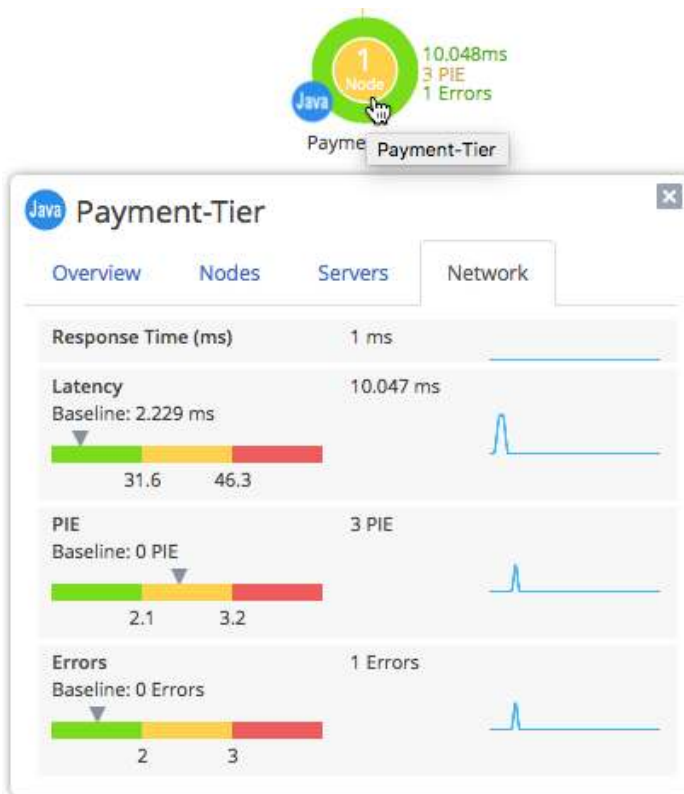 10.048ms
1
3 PIE
Node
1 Errors
Java
Payme
Payment-Tier
Java Payment-Tier
Overview Nodes Servers Network
Response Time (ms) 1 ms
Latency 10.047 ms
Baseline: 2.229 ms
31.6 46.3
PIE 3 PIE
Baseline: 0 PIE
2.1 3.2
Errors 1 Errors
Baseline: 0 Errors
2 3